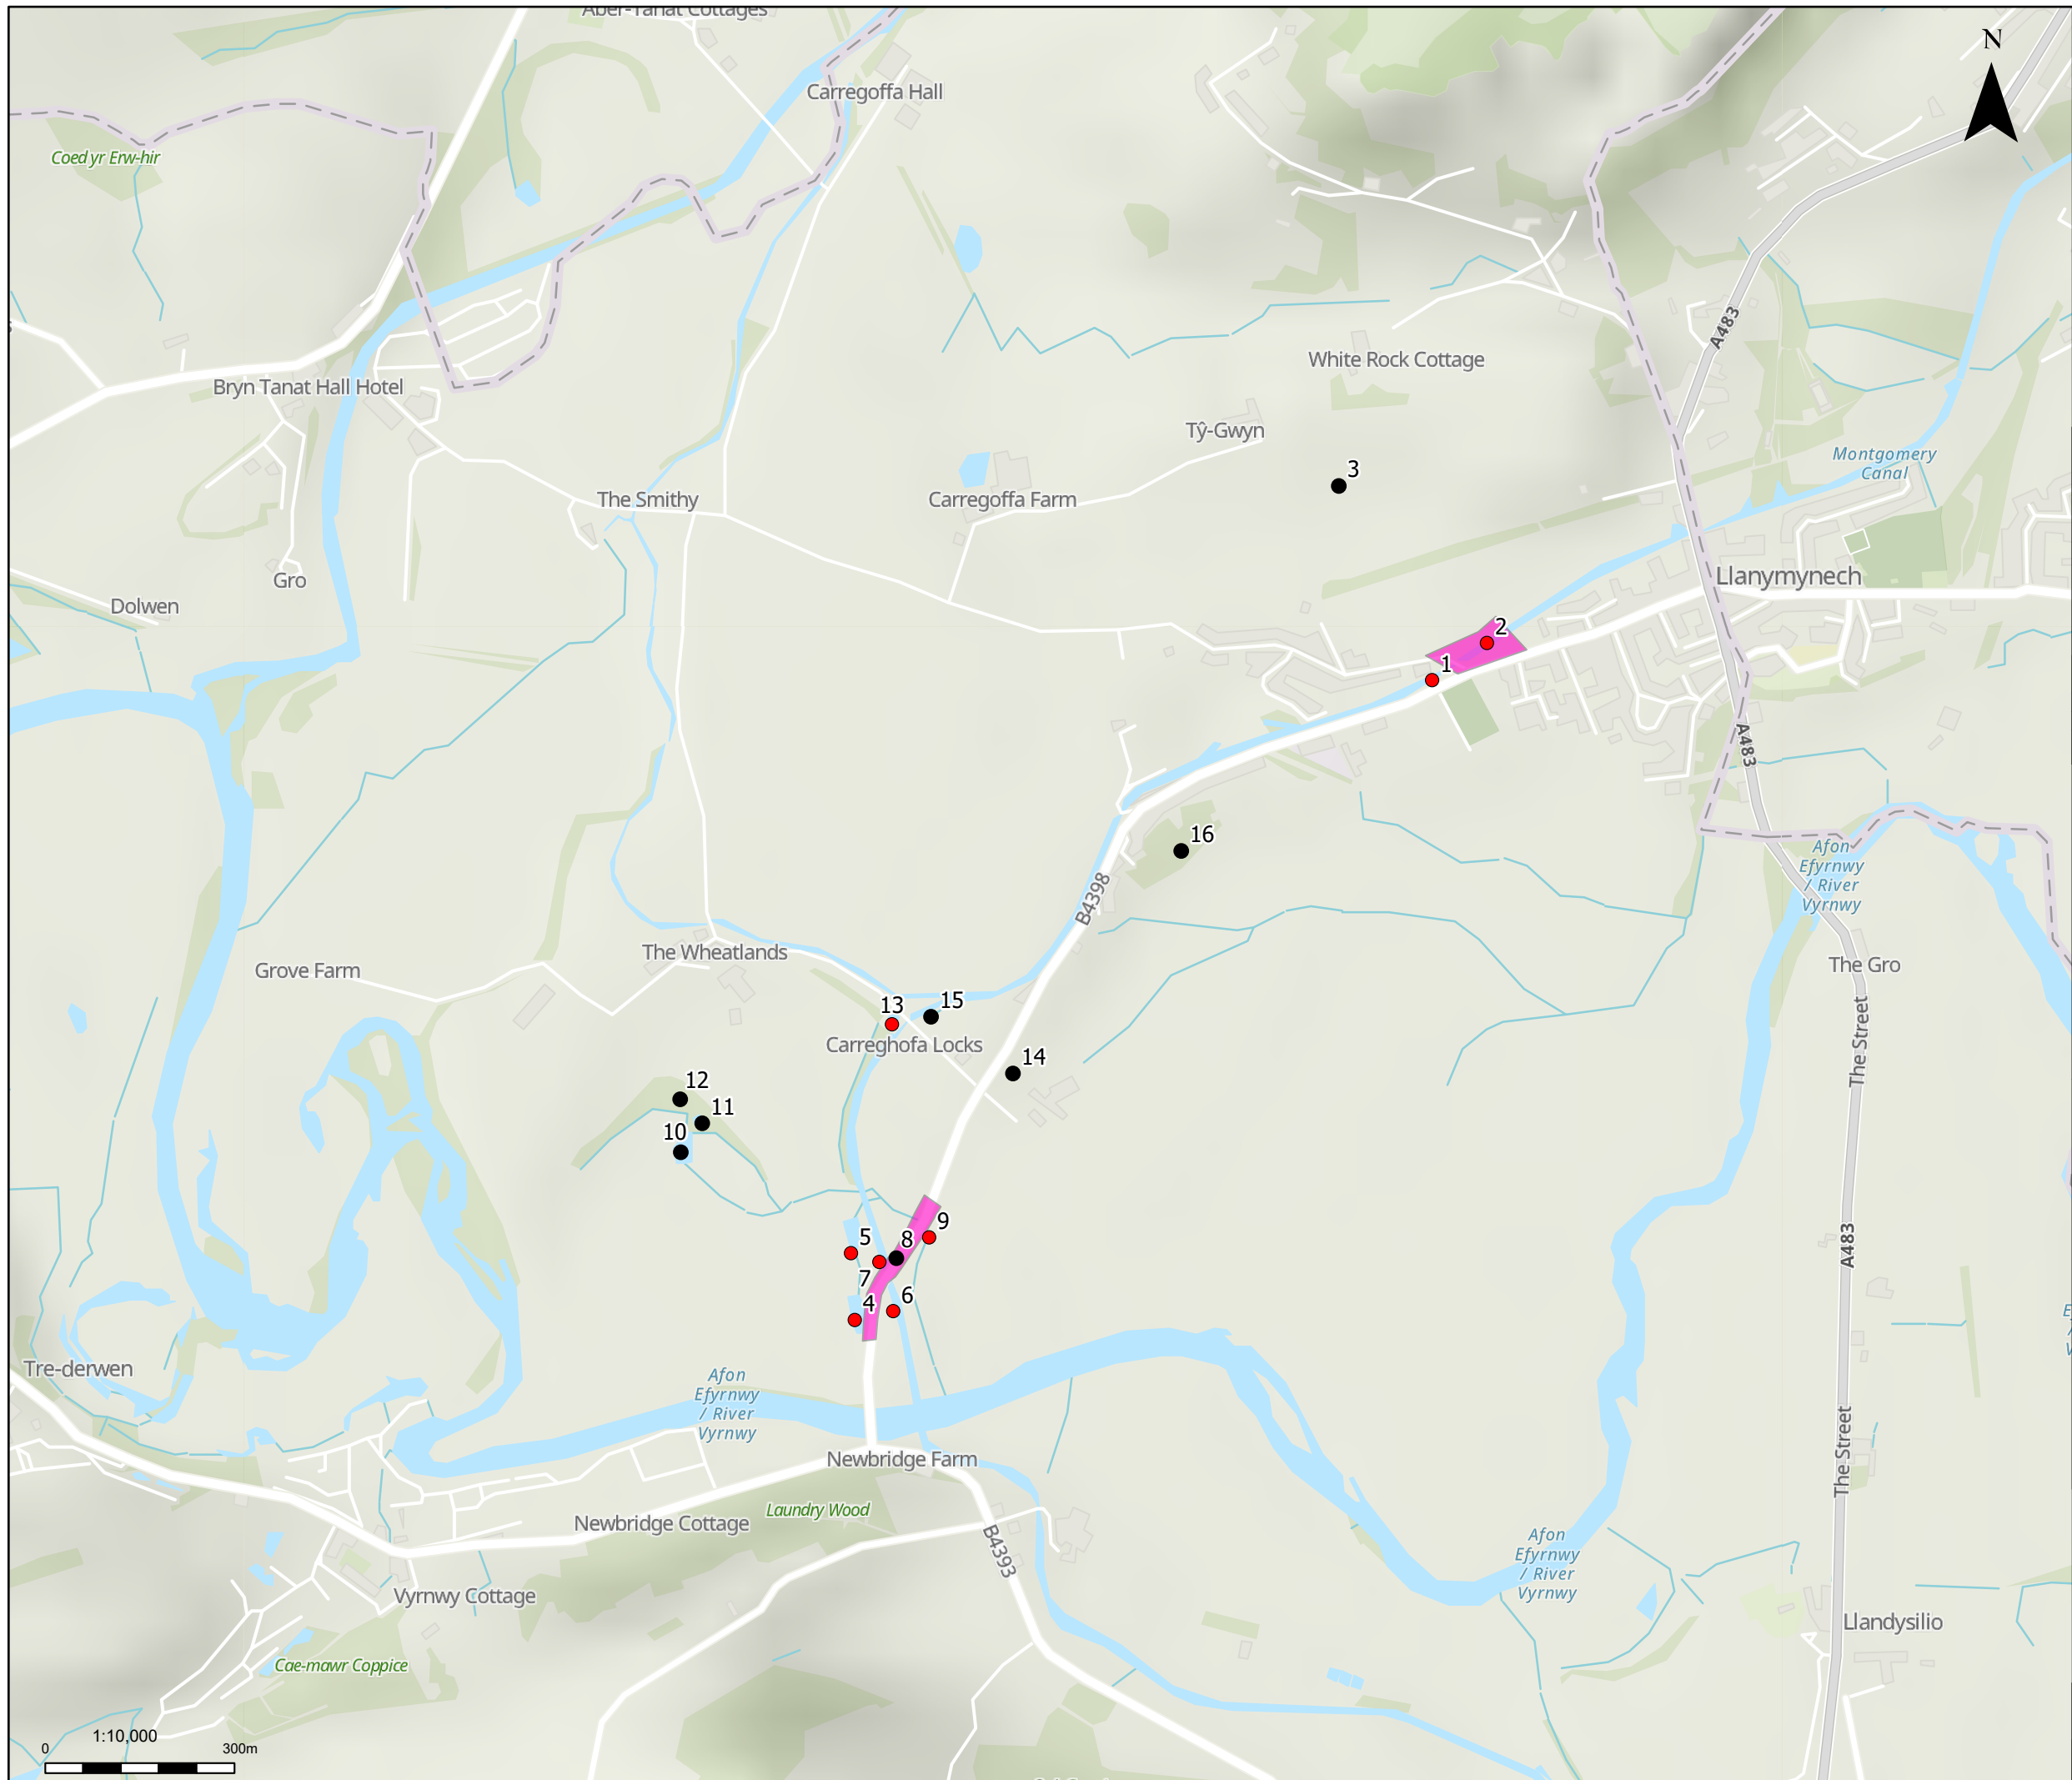 Aber-Tanat Cottages
N
Carregoffa Hall
Coed yr Erw-hir
A483
White Rock Cottage
Bryn Tanat Hall Hotel
Tŷ-Gwyn
3
Montgomery
Canal
The Smithy
Carregoffa Farm
Llanymynech
Gro
Dolwen
2
1
A483
16
Afon
Efyrnwy
/ River
Vyrnwy
B4398
The Wheatlands
Grove Farm
The Gro
13
15
Carreghofa Locks
The Street
14
12
11
10
9
5
8
A483
7
4
6
Tre-derwen
Afon
Efyrnwy
/ River
Vyrnwy
The Street
Newbridge Farm
Laundry Wood
Newbridge Cottage
B4393
Afon
Efyrnwy
/ River
Vyrnwy
Vyrnwy Cottage
Llandysilio
Cae-mawr Coppice
1:10,000
0
300m